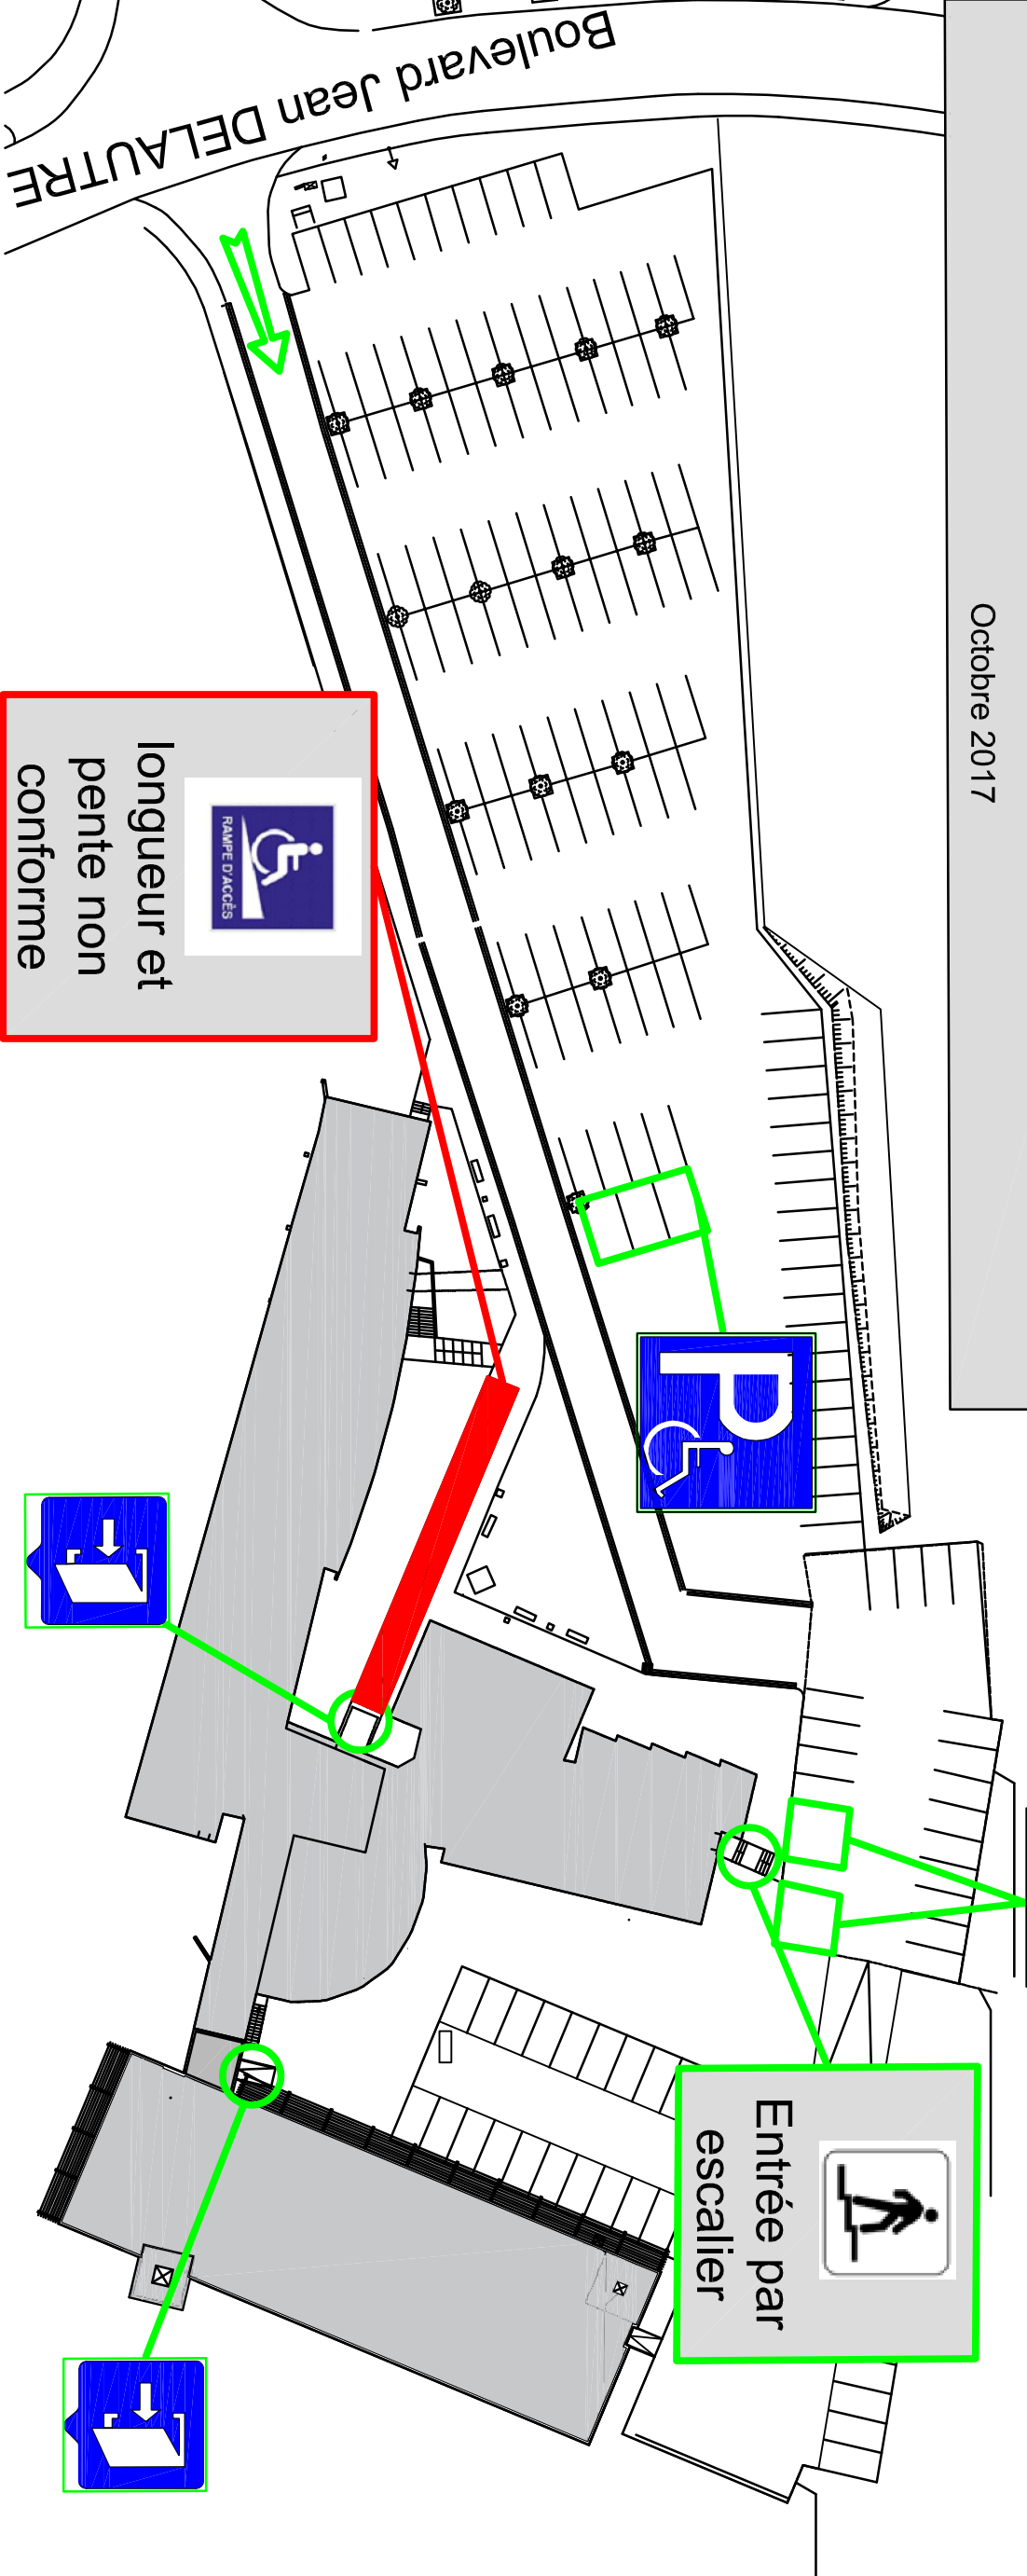 Boulevard Jean DELAUTRE
Octobre 2017
RAMPE D'ACCÈS
longueur et
pente non
conforme
P
Entrée par
escalier